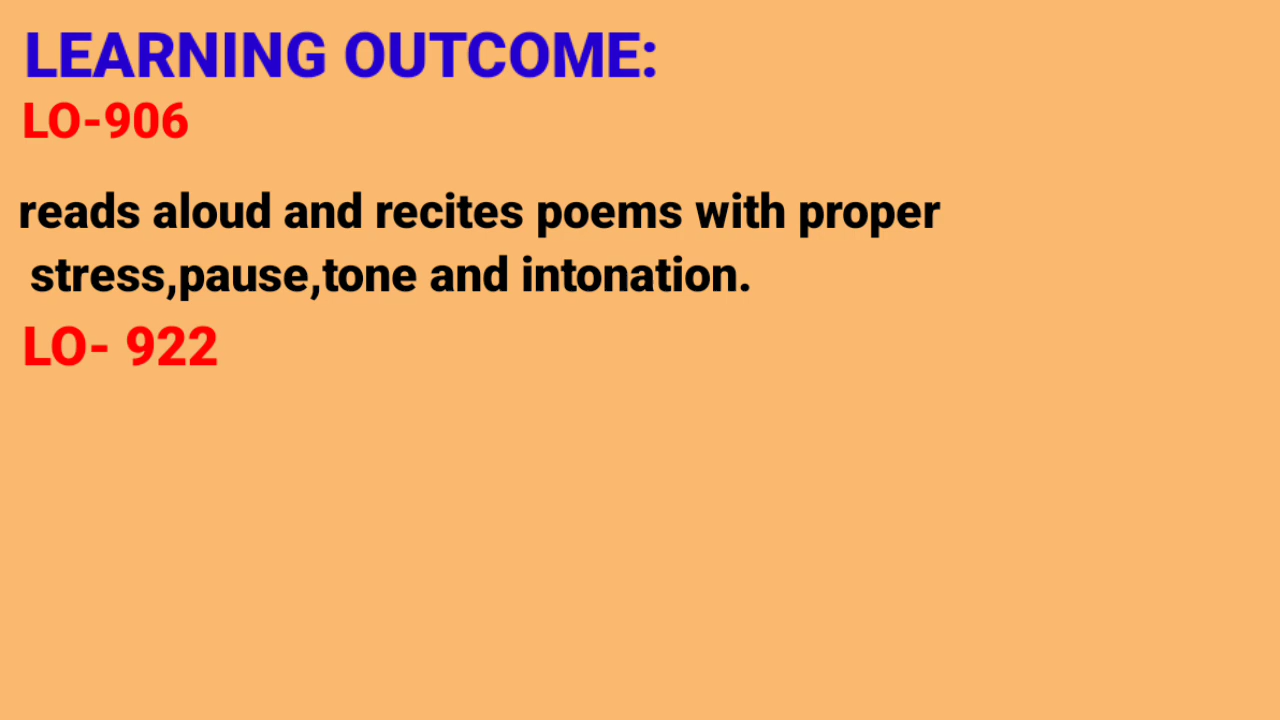 LEARNING OUTCOME:
LO-906
reads aloud and recites poems with proper
stress,pause,tone and intonation.
LO- 922